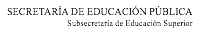 SECRETARÍA DE EDUCACIÓN PÚBLICA
Subsecretaría de Educación Superior